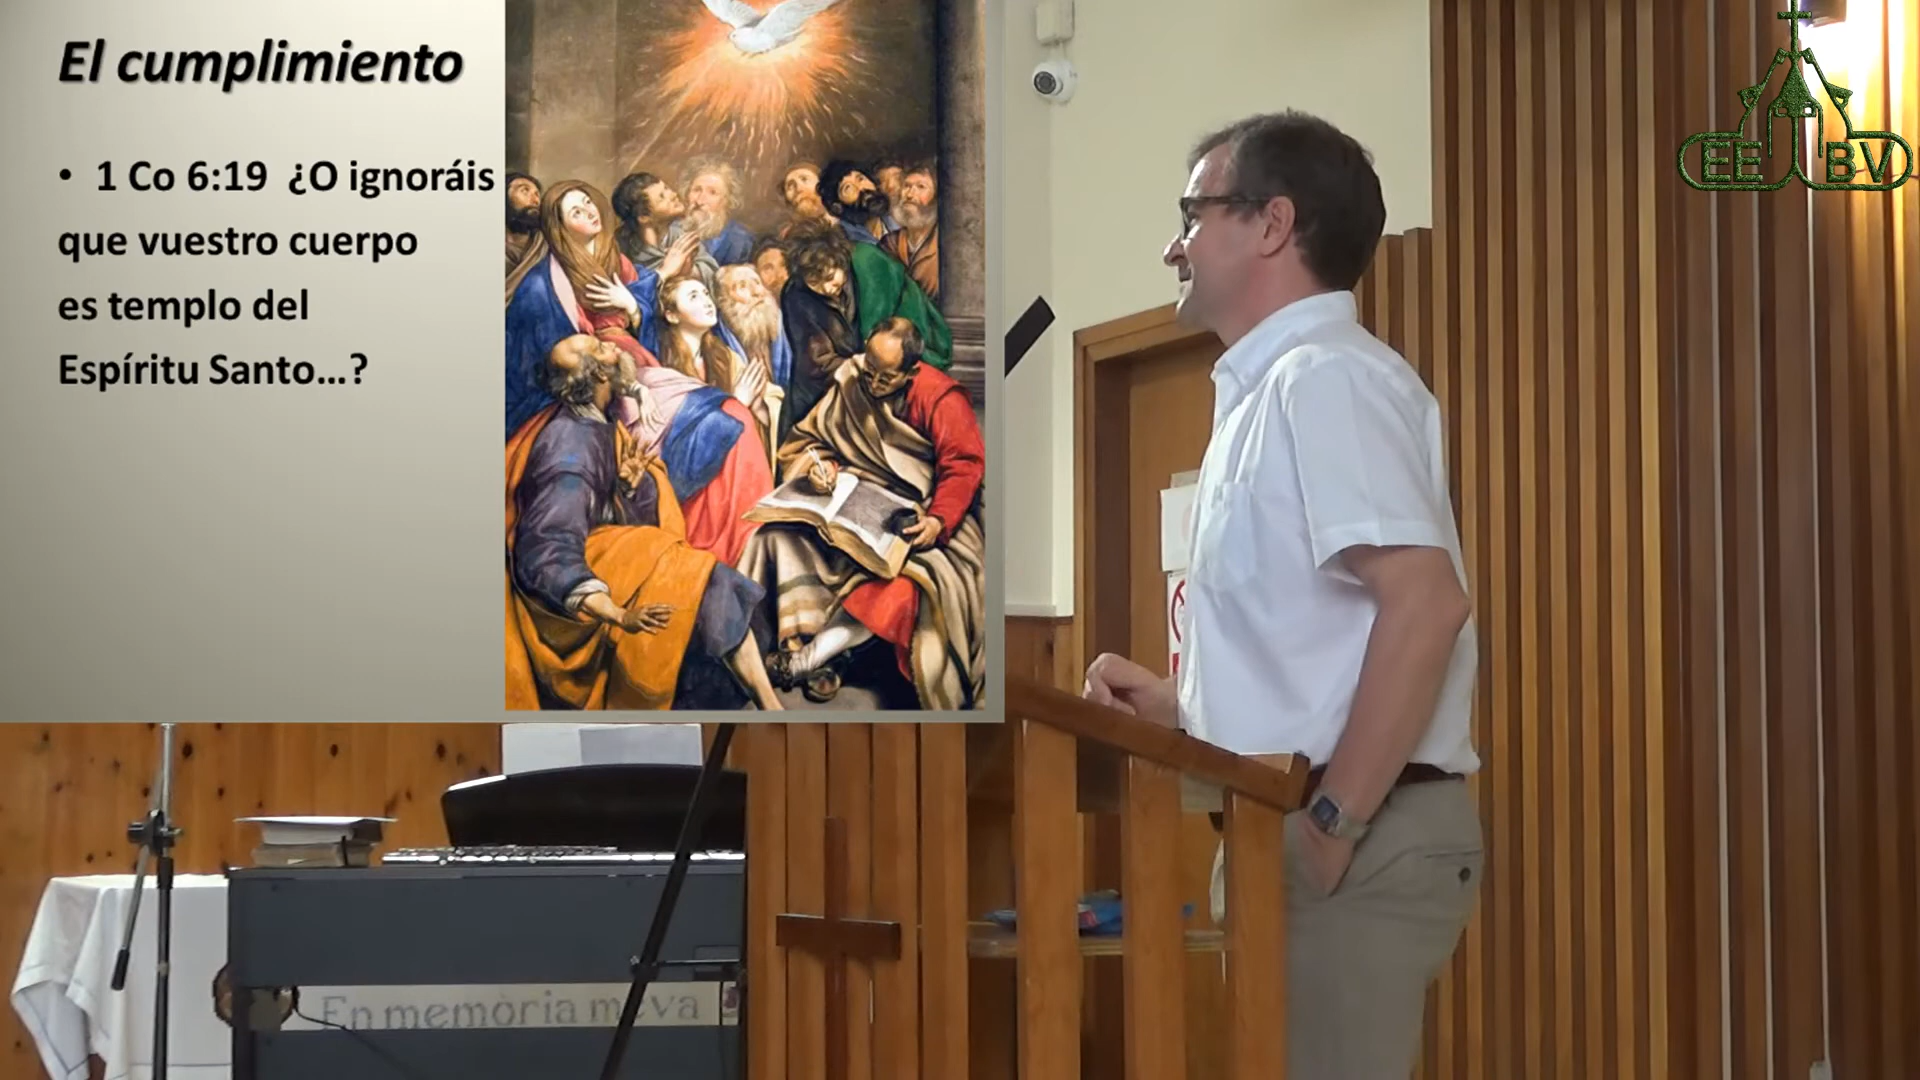 El cumplimiento
• 1 Co 6:19 ¿O ignoráis
que vuestro cuerpo
es templo del
Espíritu Santo...?
EE BV
En memòria meva